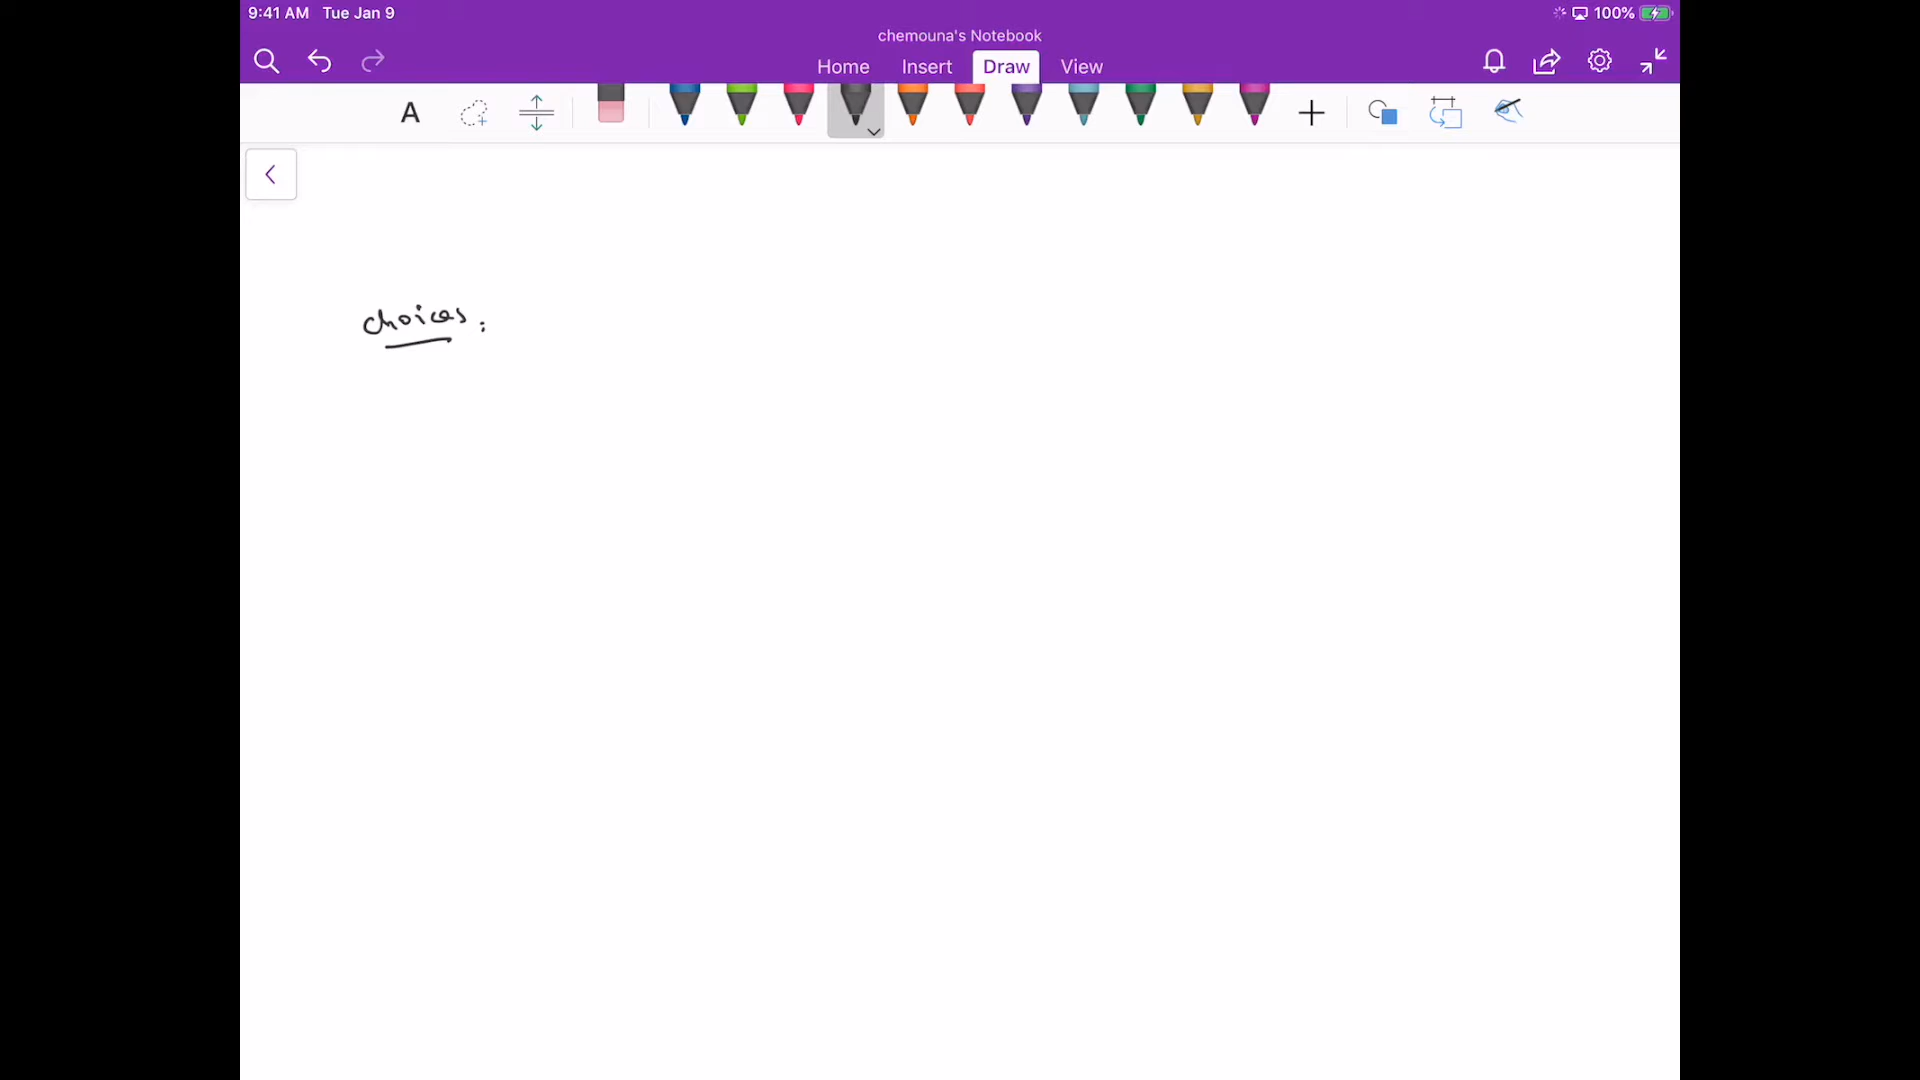 9:41 AM Tue Jan 9 100%
chemouna's Notebook
Home Insert Draw View
A
choices: